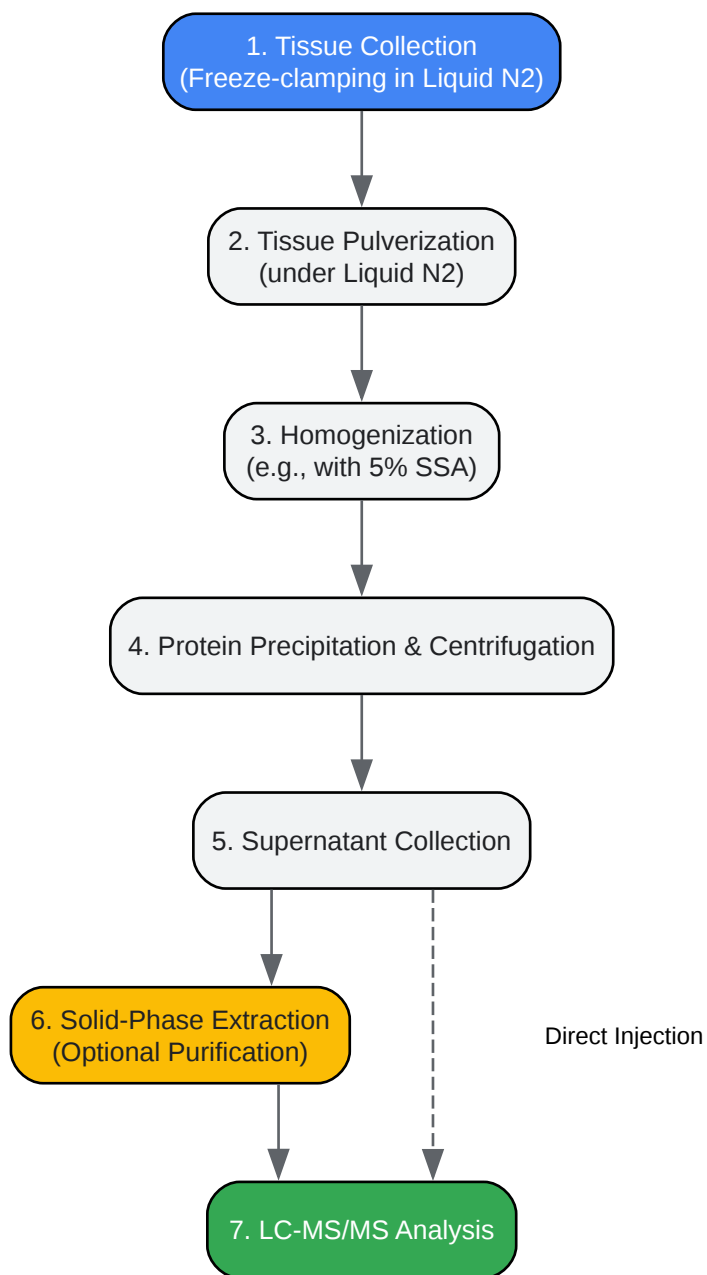 1. Tissue Collection
(Freeze-clamping in Liquid N2)
2. Tissue Pulverization
(under Liquid N2)
3. Homogenization
(e.g., with 5% SSA)
4. Protein Precipitation & Centrifugation
5. Supernatant Collection
6. Solid-Phase Extraction
(Optional Purification)
Direct Injection
7. LC-MS/MS Analysis